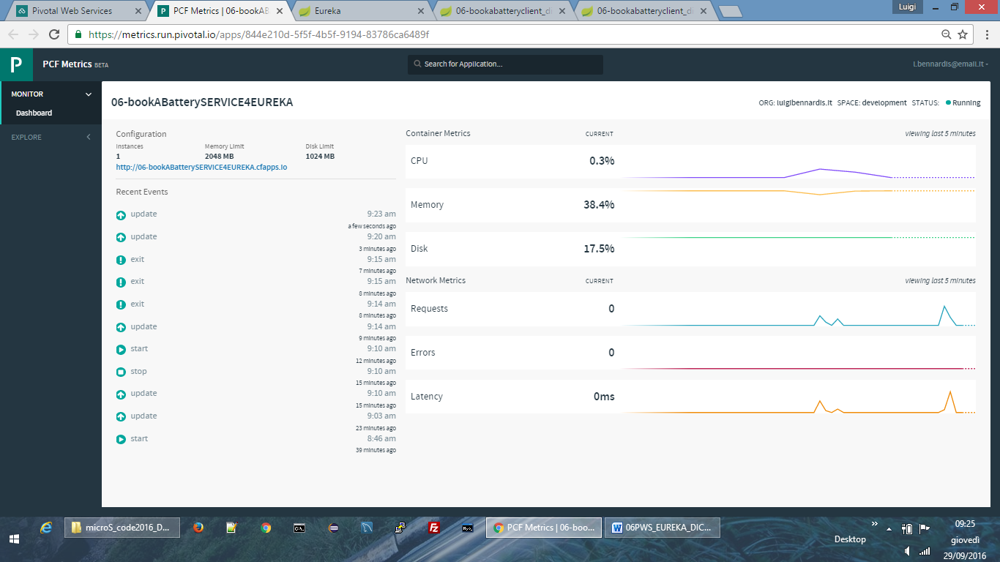 Pivotal Web Services
PCF Metrics | 06-bookAB
Eureka
06-bookabatteryclient_di
06-bookabatteryclient_di
Luigi
https://metrics.run.pivotal.io/apps/844e210d-5f5f-4b5f-9194-83786ca6489f
P PCF Metrics BETA
Search for Application...
l.bennardis@email.it
MONITOR
Dashboard
EXPLORE
06-bookABatterySERVICE4EUREKA
ORG: luigibennardis.it SPACE: development STATUS: Running
Configuration
Instances Memory Limit Disk Limit
1 2048 MB 1024 MB
http://06-bookABatterySERVICE4EUREKA.cfapps.io
Recent Events
update 9:23 am
a few seconds ago
update 9:20 am
3 minutes ago
exit 9:15 am
7 minutes ago
exit 9:15 am
8 minutes ago
exit 9:14 am
8 minutes ago
update 9:14 am
9 minutes ago
start 9:10 am
12 minutes ago
stop 9:10 am
15 minutes ago
update 9:10 am
15 minutes ago
update 9:03 am
23 minutes ago
start 8:46 am
39 minutes ago
Container Metrics CURRENT viewing last 5 minutes
CPU 0.3%
Memory 38.4%
Disk 17.5%
Network Metrics CURRENT viewing last 5 minutes
Requests 0
Errors 0
Latency 0ms
microS_code2016_D...
PCF Metrics | 06-boo...
06PWS_EUREKA_DIC...
Desktop
09:25
giovedì
29/09/2016